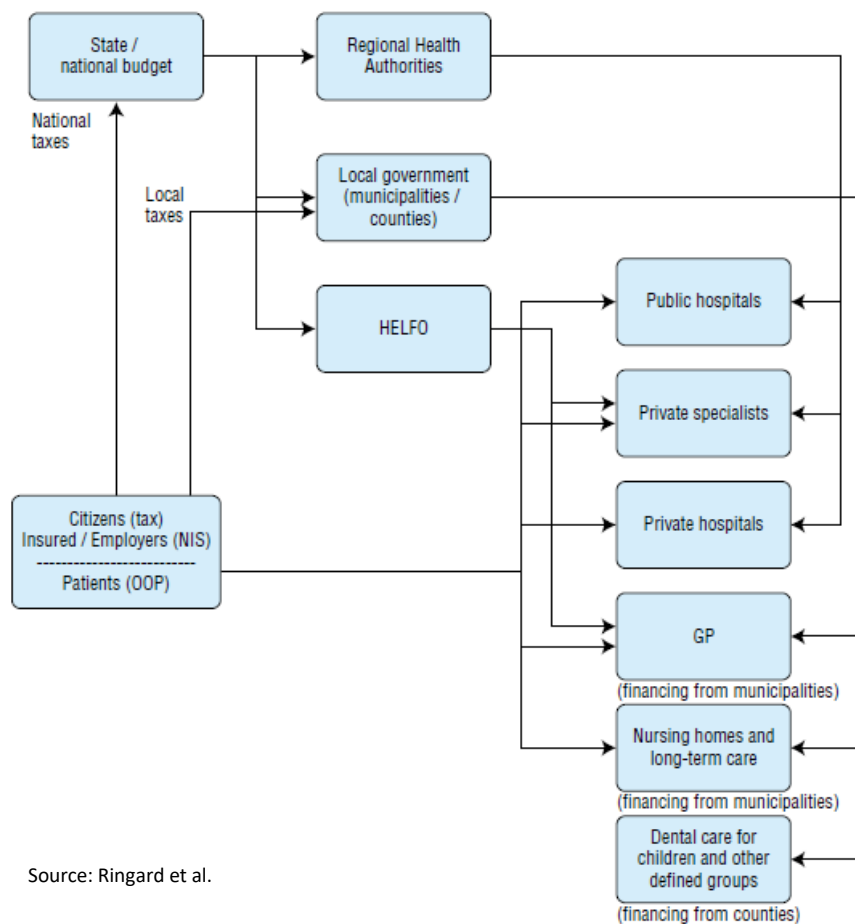 State /
national budget
Regional Health
Authorities
National
taxes
Local
taxes
Local government
(municipalities /
counties)
HELFO
Public hospitals
Private specialists
Citizens (tax)
Insured / Employers (NIS)
---------------------------
Patients (OOP)
Private hospitals
GP
(financing from municipalities)
Nursing homes and
long-term care
(financing from municipalities)
Dental care for
children and other
defined groups
(financing from counties)
Source: Ringard et al.